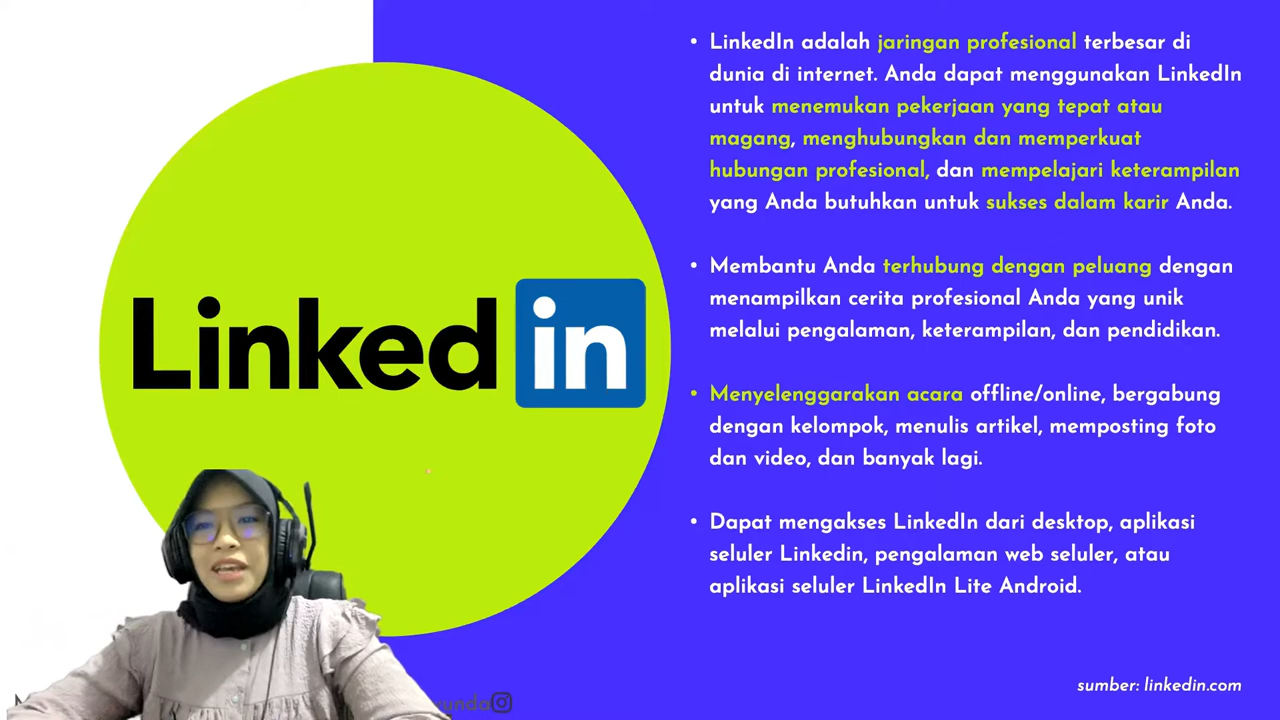 Linked in
• LinkedIn adalah jaringan profesional terbesar di
dunia di internet. Anda dapat menggunakan LinkedIn
untuk menemukan pekerjaan yang tepat atau
magang, menghubungkan dan memperkuat
hubungan profesional, dan mempelajari keterampilan
yang Anda butuhkan untuk sukses dalam karir Anda.
• Membantu Anda terhubung dengan peluang dengan
menampilkan cerita profesional Anda yang unik
melalui pengalaman, keterampilan, dan pendidikan.
• Menyelenggarakan acara offline/online, bergabung
dengan kelompok, menulis artikel, memposting foto
dan video, dan banyak lagi.
• Dapat mengakses LinkedIn dari desktop, aplikasi
seluler Linkedin, pengalaman web seluler, atau
aplikasi seluler LinkedIn Lite Android.
sumber: linkedin.com